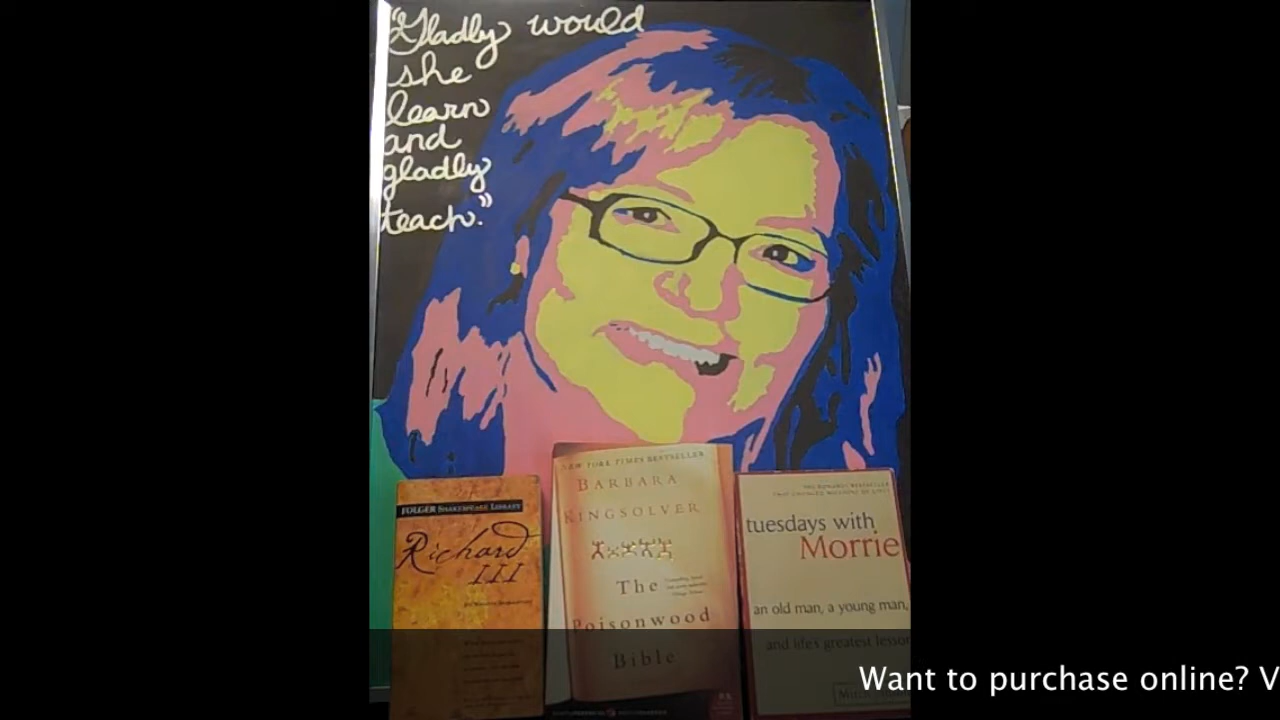 "Gladly would
she
learn
and
gladly
teach."
FOLGER SHAKESPEARE LIBRARY
Richard
III
NEW YORK TIMES BESTSELLER
BARBARA
KINGSOLVER
The
Poisonwood
Bible
tuesdays with
Morrie
an old man, a young man,
and life's greatest lesson
Want to purchase online? V